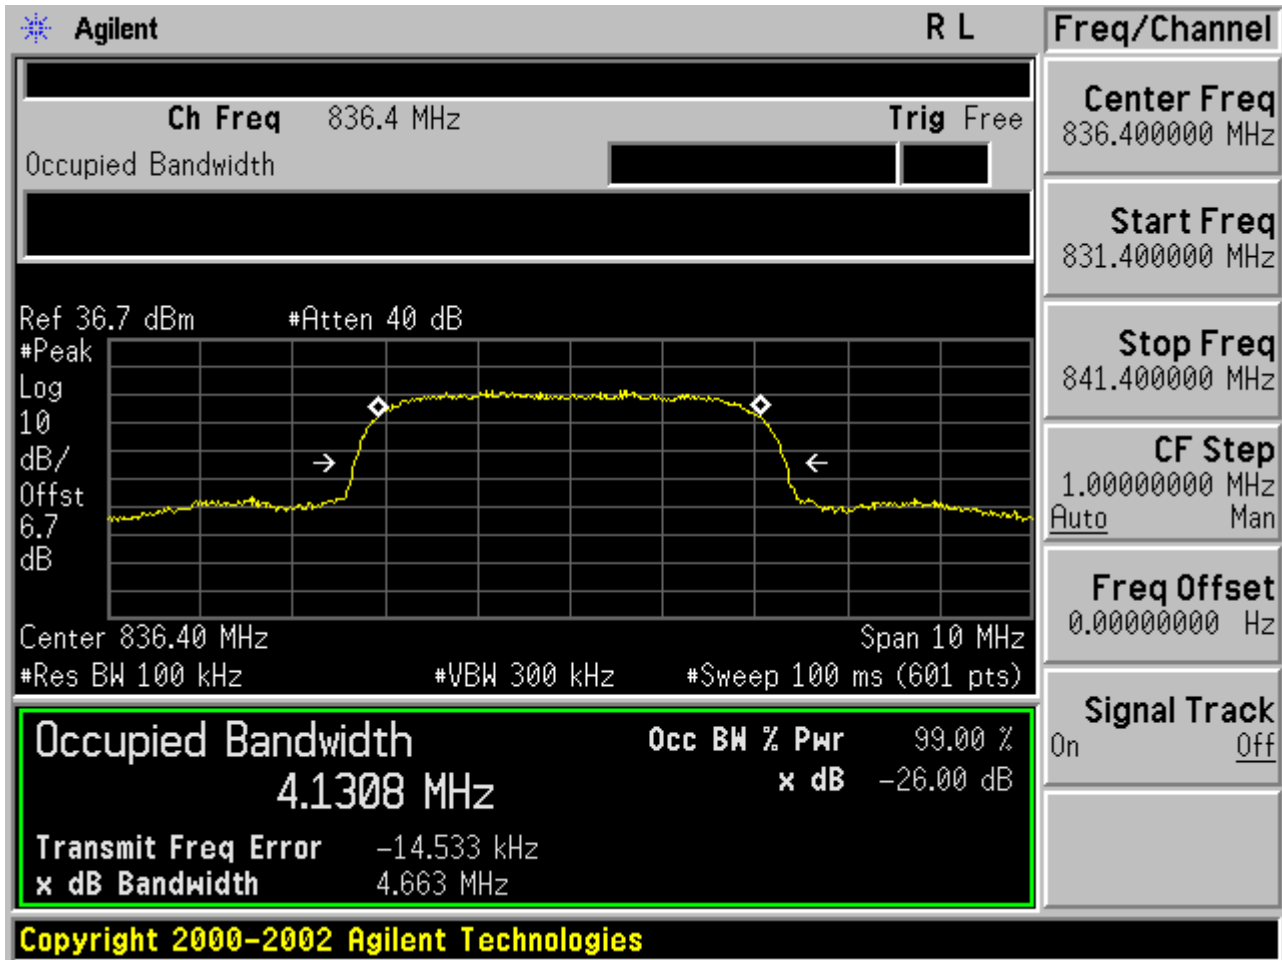 Agilent R L
Freq/Channel
Ch Freq 836.4 MHz Trig Free
Occupied Bandwidth
Center Freq
836.400000 MHz
Start Freq
831.400000 MHz
Stop Freq
841.400000 MHz
CF Step
1.00000000 MHz
Auto Man
Freq Offset
0.00000000 Hz
Signal Track
On Off
Ref 36.7 dBm #Atten 40 dB
#Peak
Log
10
dB/
Offst
6.7
dB
Center 836.40 MHz Span 10 MHz
#Res BW 100 kHz #VBW 300 kHz #Sweep 100 ms (601 pts)
Occupied Bandwidth
4.1308 MHz
Occ BW % Pwr 99.00 %
x dB -26.00 dB
Transmit Freq Error -14.533 kHz
x dB Bandwidth 4.663 MHz
Copyright 2000-2002 Agilent Technologies